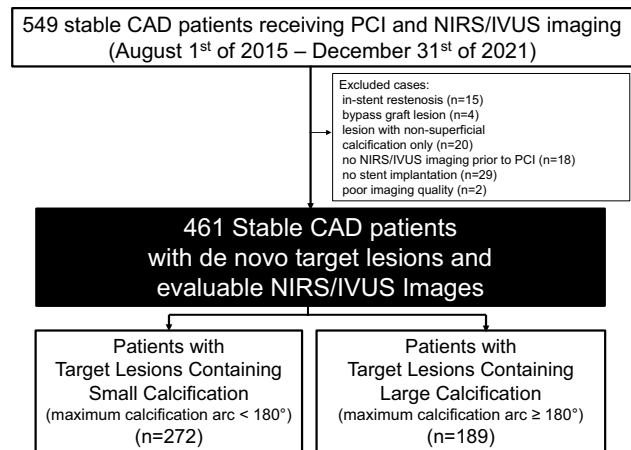 549 stable CAD patients receiving PCI and NIRS/IVUS imaging
(August 1st of 2015 – December 31st of 2021)
Excluded cases:
in-stent restenosis (n=15)
bypass graft lesion (n=4)
lesion with non-superficial
calcification only (n=20)
no NIRS/IVUS imaging prior to PCI (n=18)
no stent implantation (n=29)
poor imaging quality (n=2)
461 Stable CAD patients
with de novo target lesions and
evaluable NIRS/IVUS Images
Patients with
Target Lesions Containing
Small Calcification
(maximum calcification arc < 180°)
(n=272)
Patients with
Target Lesions Containing
Large Calcification
(maximum calcification arc ≥ 180°)
(n=189)